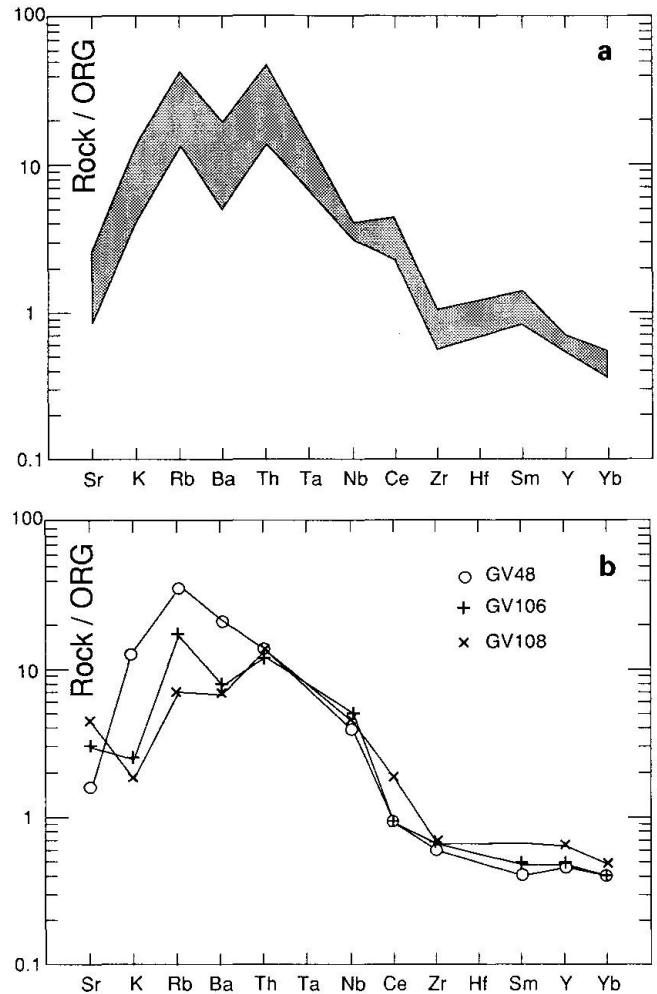 100
a
Rock / ORG
10
1
0.1
Sr K Rb Ba Th Ta Nb Ce Zr Hf Sm Y Yb
100
b
Rock / ORG
GV48
GV106
GV108
10
1
0.1
Sr K Rb Ba Th Ta Nb Ce Zr Hf Sm Y Yb